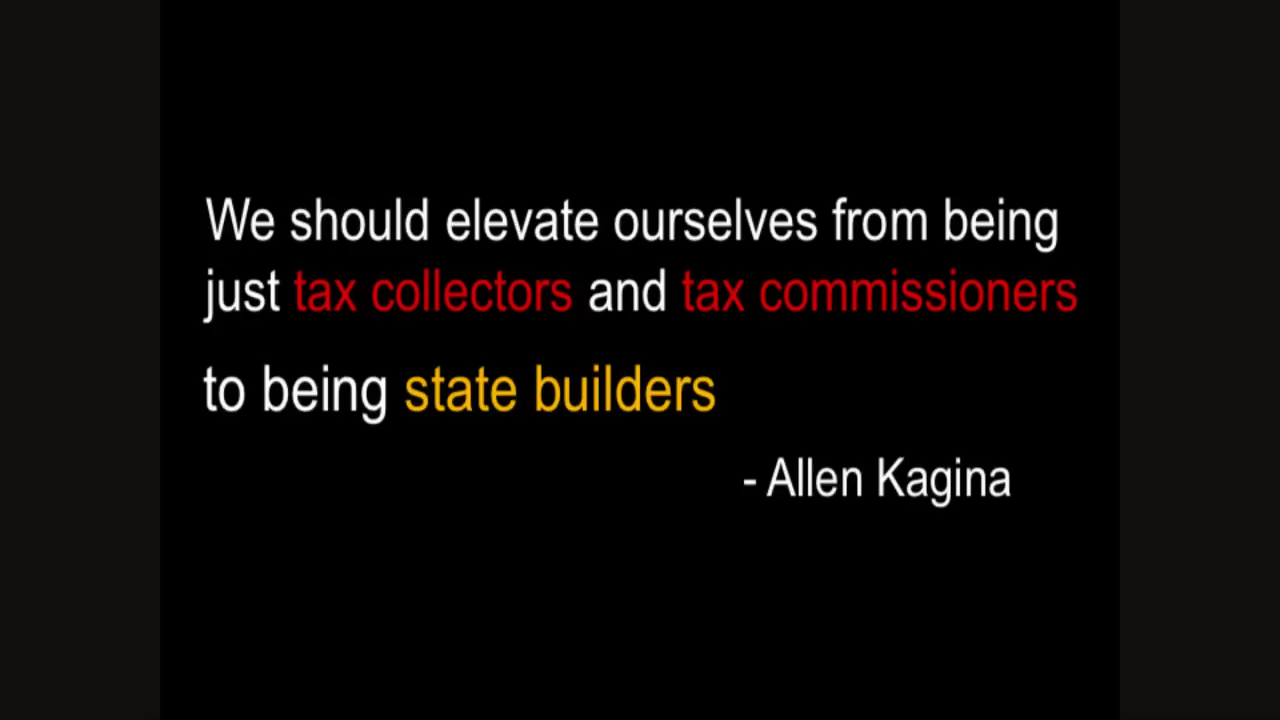 We should elevate ourselves from being
just tax collectors and tax commissioners
to being state builders
- Allen Kagina